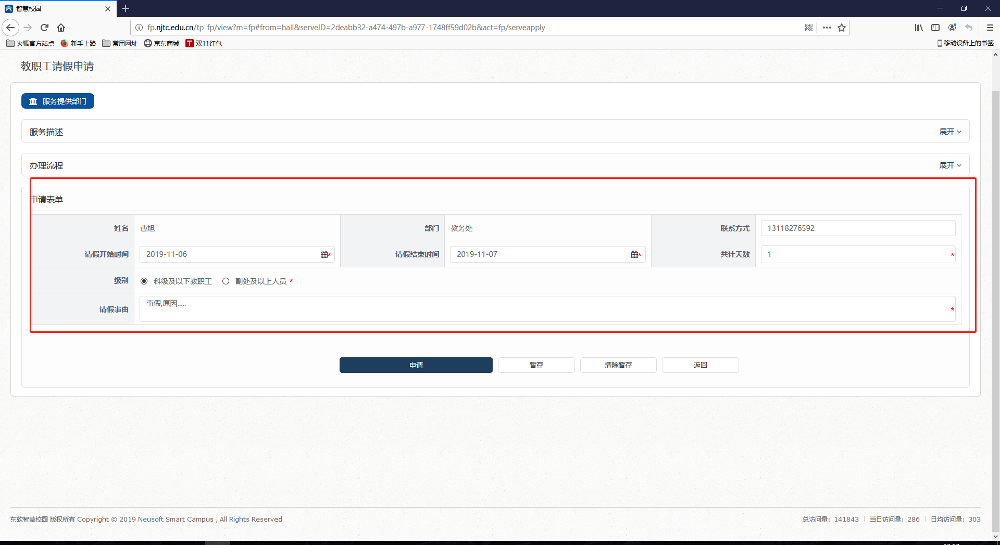 智慧校园
fp.njtc.edu.cn/tp_fp/view?m=fp#from=hall&serveID=2deabb32-a474-497b-a977-1748ff59d02b&act=fp/serveapply
火狐官方站点 新手上路 常用网址 京东商城 双11红包 移动设备上的书签
教职工请假申请
服务提供部门
服务描述 展开
办理流程 展开
申请表单
姓名 曹旭 部门 教务处 联系方式 13118276592
请假开始时间 2019-11-06 * 请假结束时间 2019-11-07 * 共计天数 1 *
级别 科级及以下教职工 副处及以上人员 *
请假事由 事假,原因..... *
申请 暂存 清除暂存 返回
东软智慧校园 版权所有 Copyright © 2019 Neusoft Smart Campus , All Rights Reserved 总访问量: 141843 当日访问量: 286 日均访问量: 303